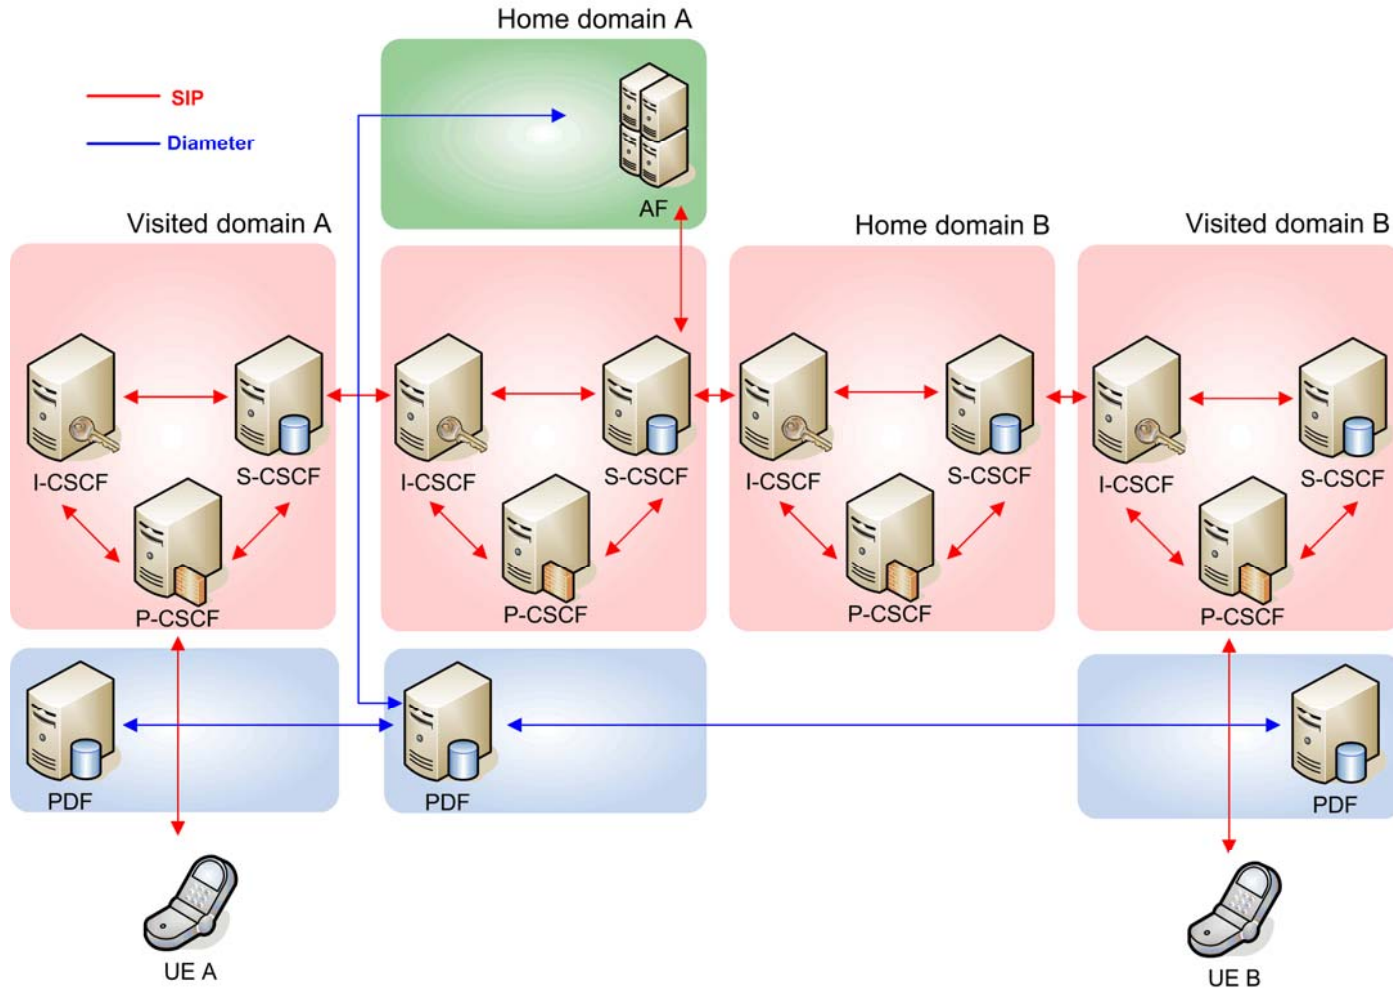 Home domain A
SIP
Diameter
AF
Visited domain A
Home domain B
Visited domain B
I-CSCF
S-CSCF
P-CSCF
I-CSCF
S-CSCF
P-CSCF
I-CSCF
S-CSCF
P-CSCF
I-CSCF
S-CSCF
P-CSCF
PDF
PDF
PDF
UE A
UE B